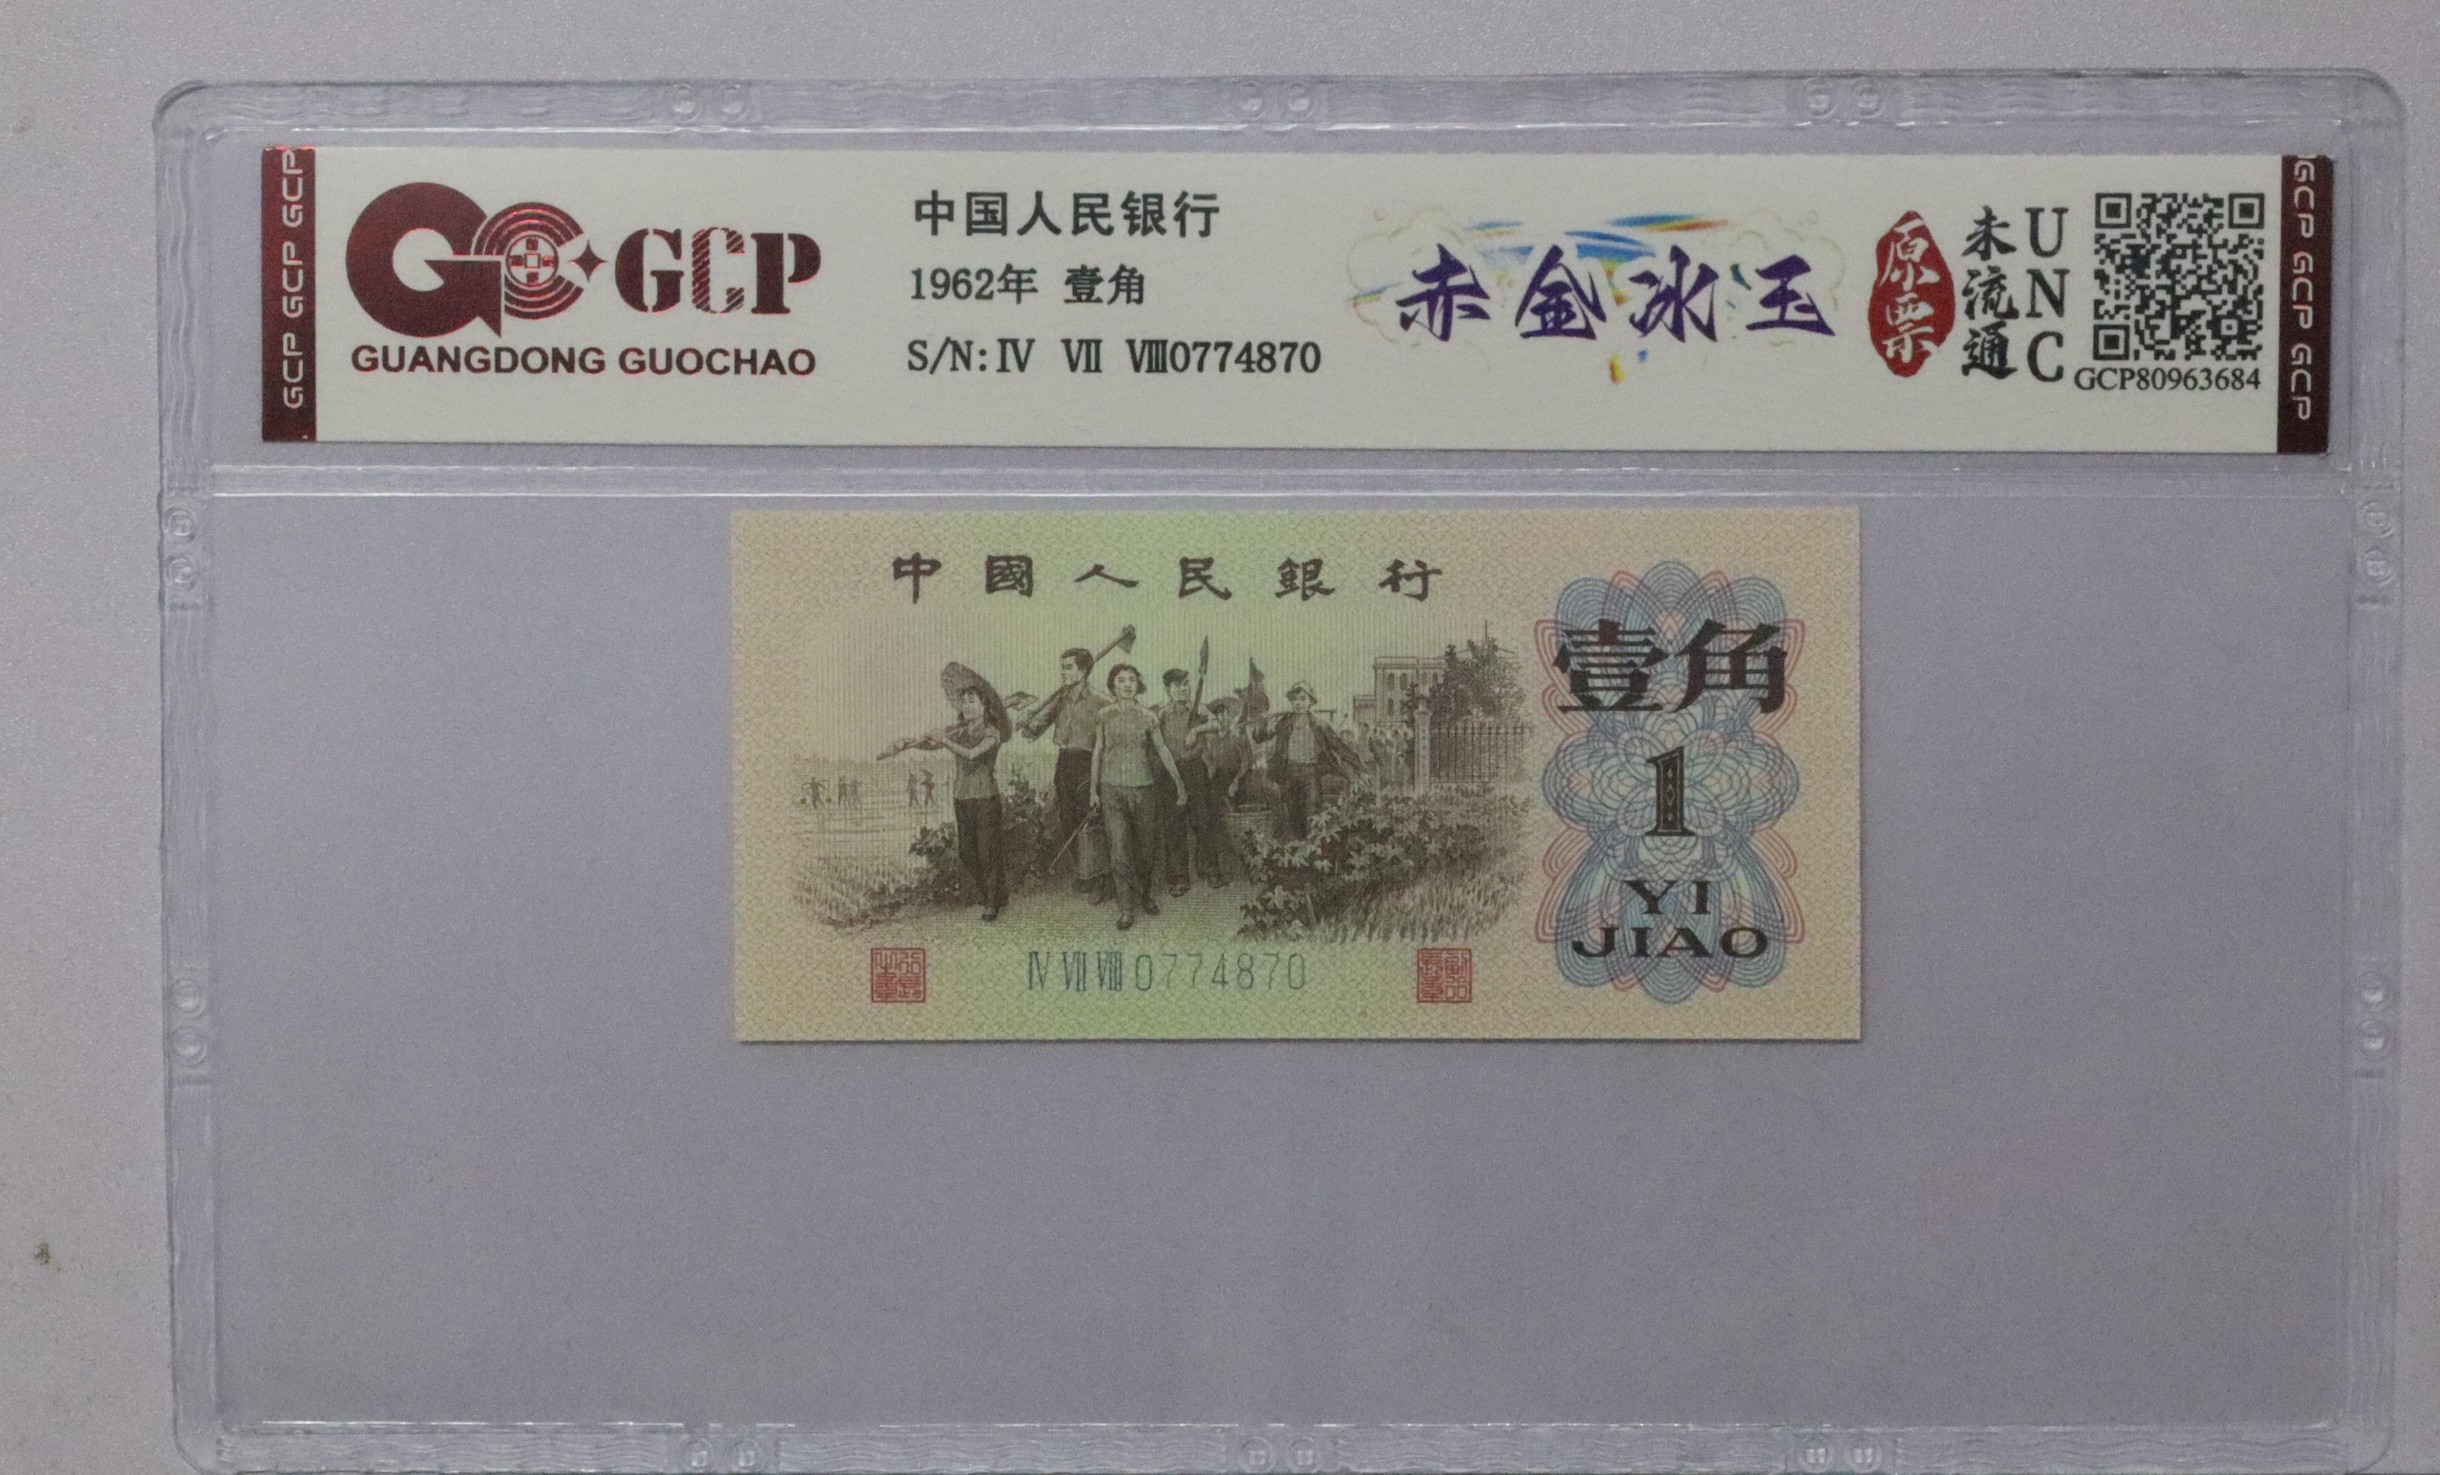 GCP GCP GCP
GCP
GUANGDONG GUOCHAO
中国人民银行
1962年 壹角
S/N: Ⅳ Ⅶ Ⅷ0774870
赤金冰玉
原票
未流通
UNC
GCP80963684
GCP GCP GCP
中國人民銀行
壹角
1
YI
JIAO
Ⅳ Ⅶ Ⅷ 0774870